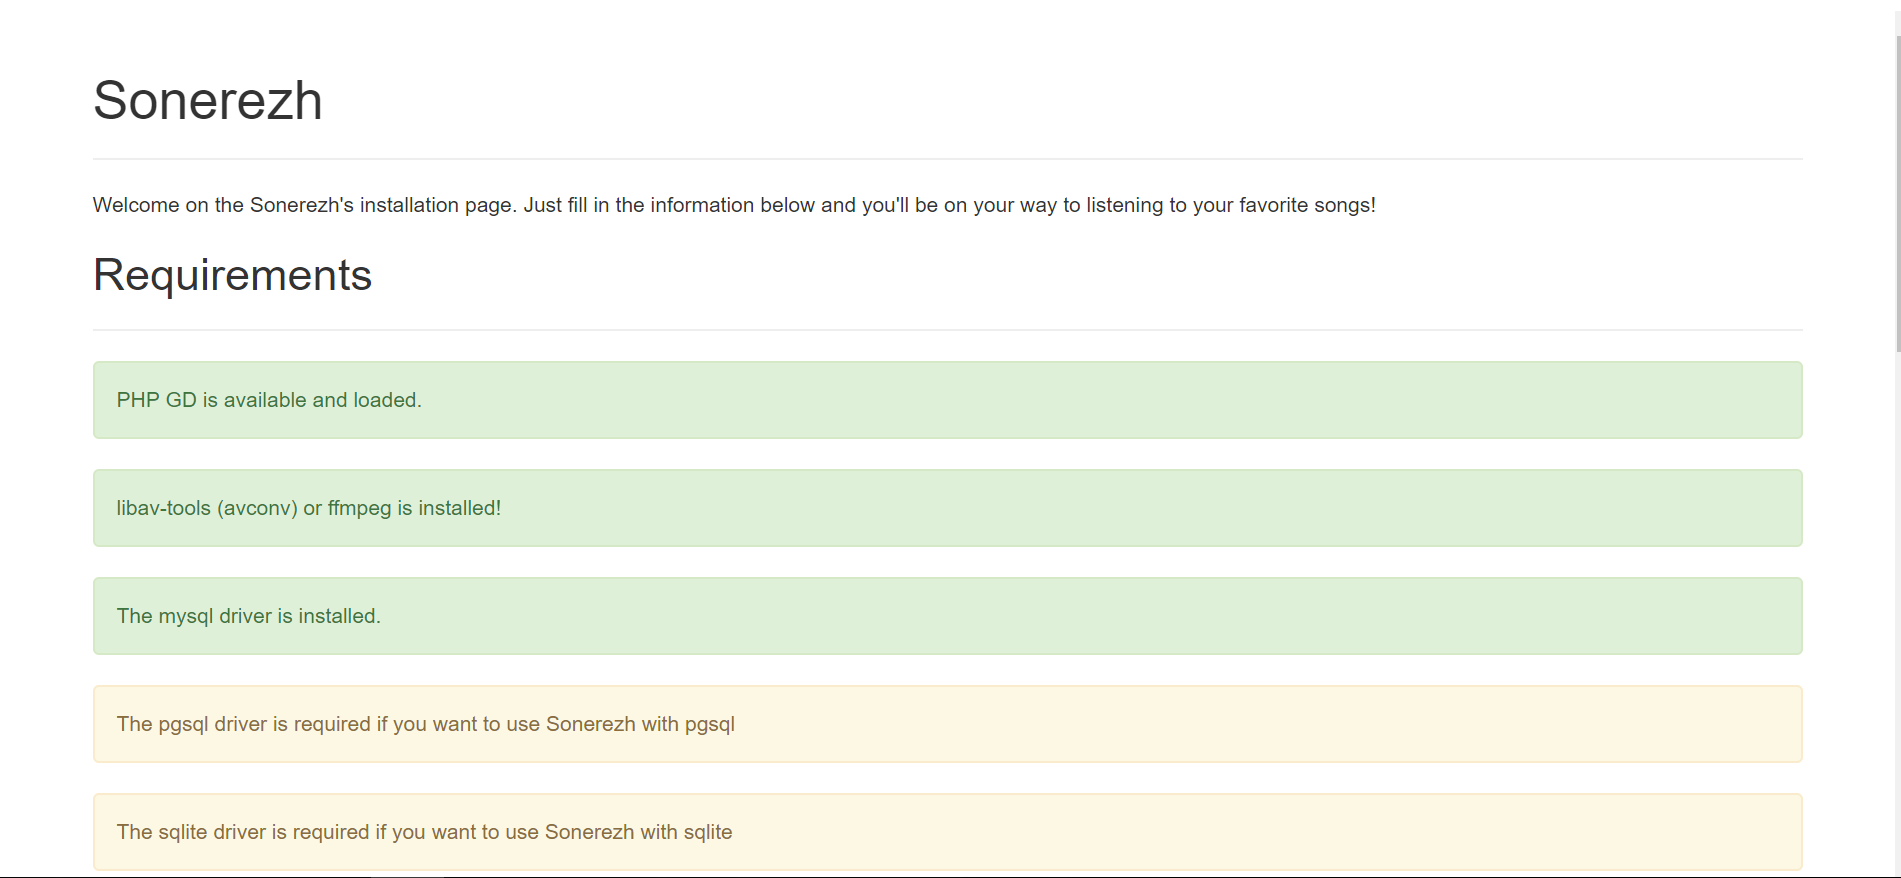 Sonerezh
Welcome on the Sonerezh's installation page. Just fill in the information below and you'll be on your way to listening to your favorite songs!
Requirements
PHP GD is available and loaded.
libav-tools (avconv) or ffmpeg is installed!
The mysql driver is installed.
The pgsql driver is required if you want to use Sonerezh with pgsql
The sqlite driver is required if you want to use Sonerezh with sqlite